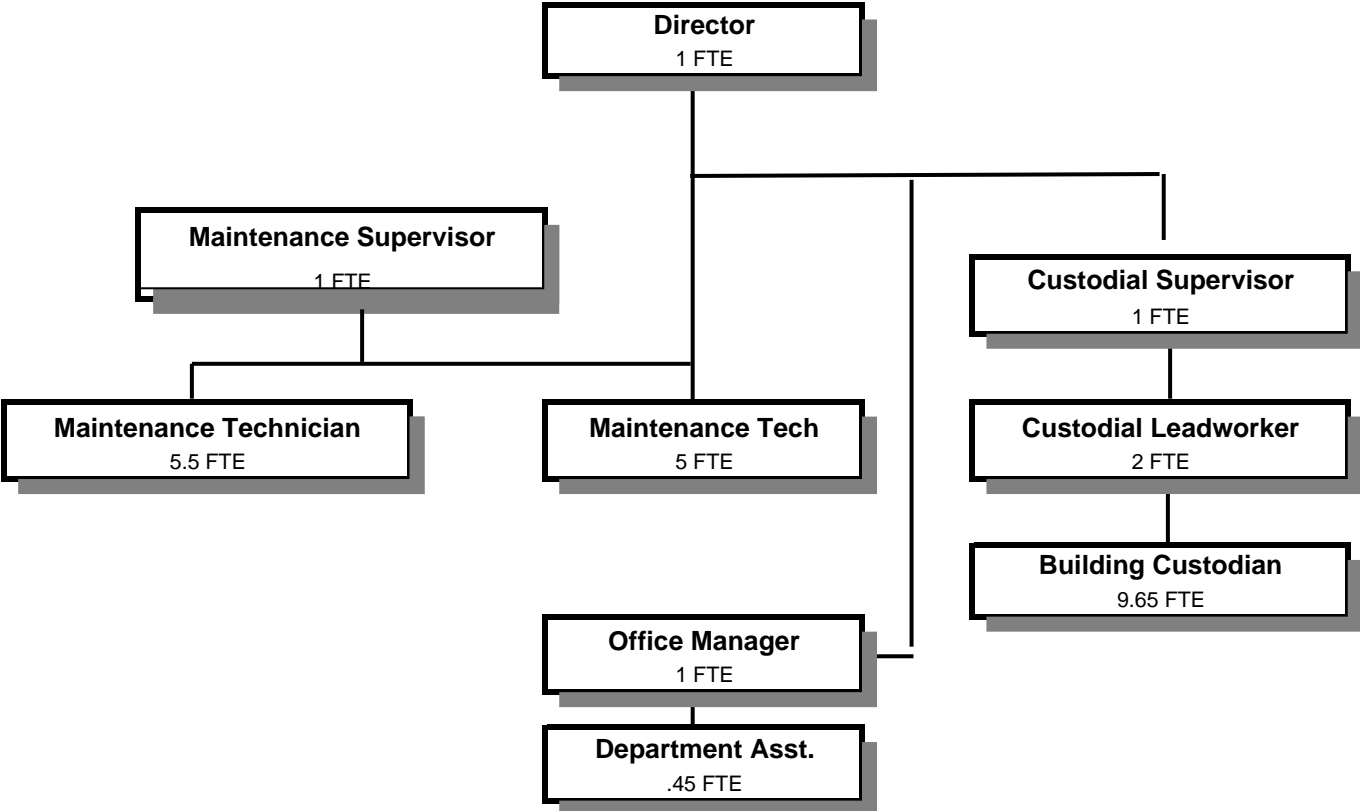 Director
1 FTE
Maintenance Supervisor
1 FTE
Custodial Supervisor
1 FTE
Maintenance Technician
5.5 FTE
Maintenance Tech
5 FTE
Custodial Leadworker
2 FTE
Building Custodian
9.65 FTE
Office Manager
1 FTE
Department Asst.
.45 FTE